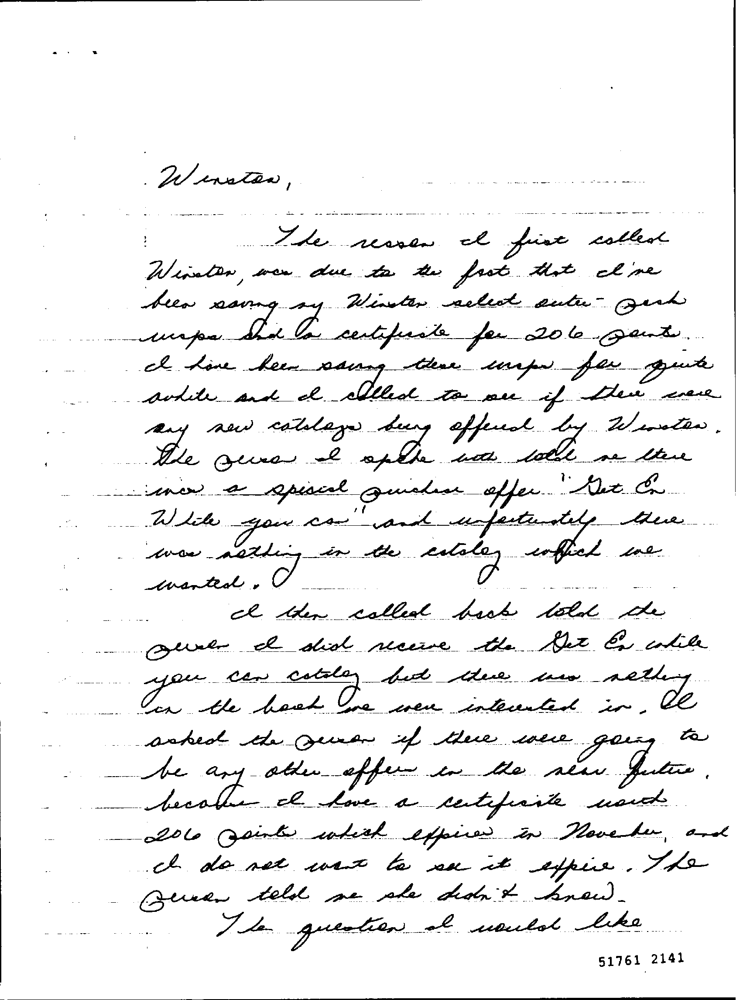 Winston,
The reason I first called
Winston, was due to the fact that I've
been saving my Winston select outer-pack
wraps and a certificate for 206 points.
I have been saving these wraps for quite
awhile and I called to see if there were
any new catalogs being offered by Winston.
The person I spoke with told me there
was a special purchase offer "Get Em
While you can" and unfortunately there
was nothing in the catalog which we
wanted.
I then called back told the
person I did receive the Get Em while
you can catalog but there was nothing
in the book we were interested in. I
asked the person if there were going to
be any other offer in the near future,
because I have a certificate worth
206 points which expires in November, and
I do not want to see it expire. The
person told me she didn't know.
The question I would like
51761 2141